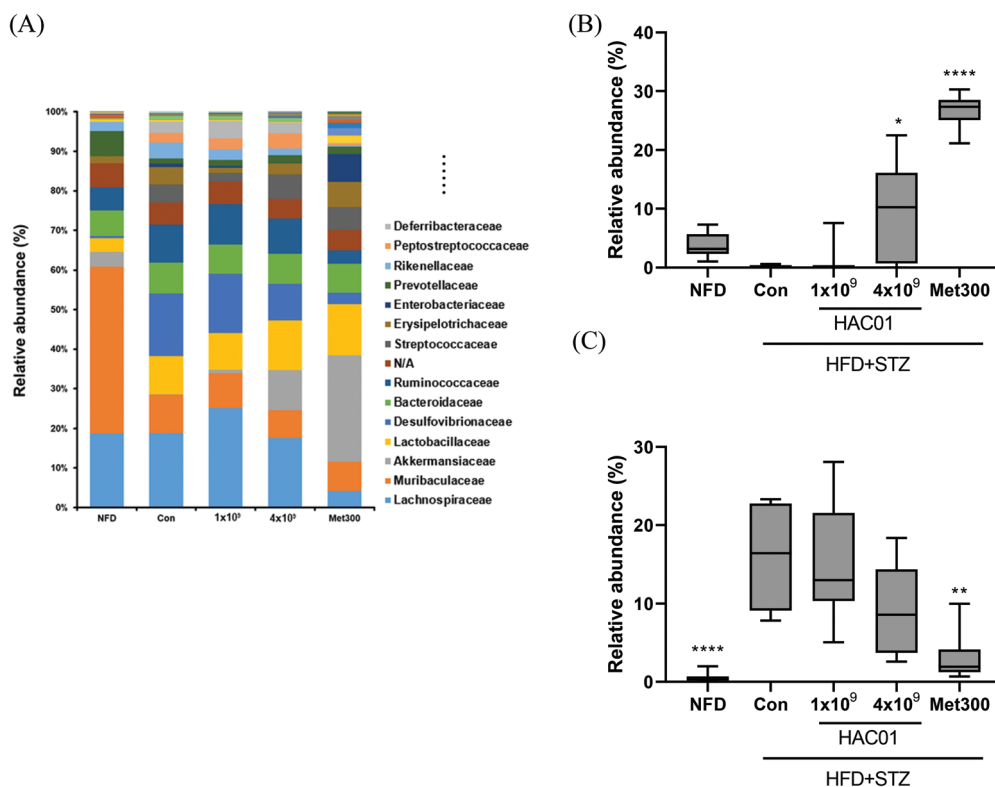 (A)
Relative abundance (%)
100%
90%
80%
70%
60%
50%
40%
30%
20%
10%
0%
NFD Con 1x10⁹ 4x10⁹ Met300
Deferribacteraceae
Peptostreptococcaceae
Rikenellaceae
Prevotellaceae
Enterobacteriaceae
Erysipelotrichaceae
Streptococcaceae
N/A
Ruminococcaceae
Bacteroidaceae
Desulfovibrionaceae
Lactobacillaceae
Akkermansiaceae
Muribaculaceae
Lachnospiraceae
(B)
Relative abundance (%)
40
30
20
10
0
****
*
NFD Con 1x10⁹ 4x10⁹ Met300
HAC01
HFD+STZ
(C)
Relative abundance (%)
30
20
10
0
****
**
NFD Con 1x10⁹ 4x10⁹ Met300
HAC01
HFD+STZ